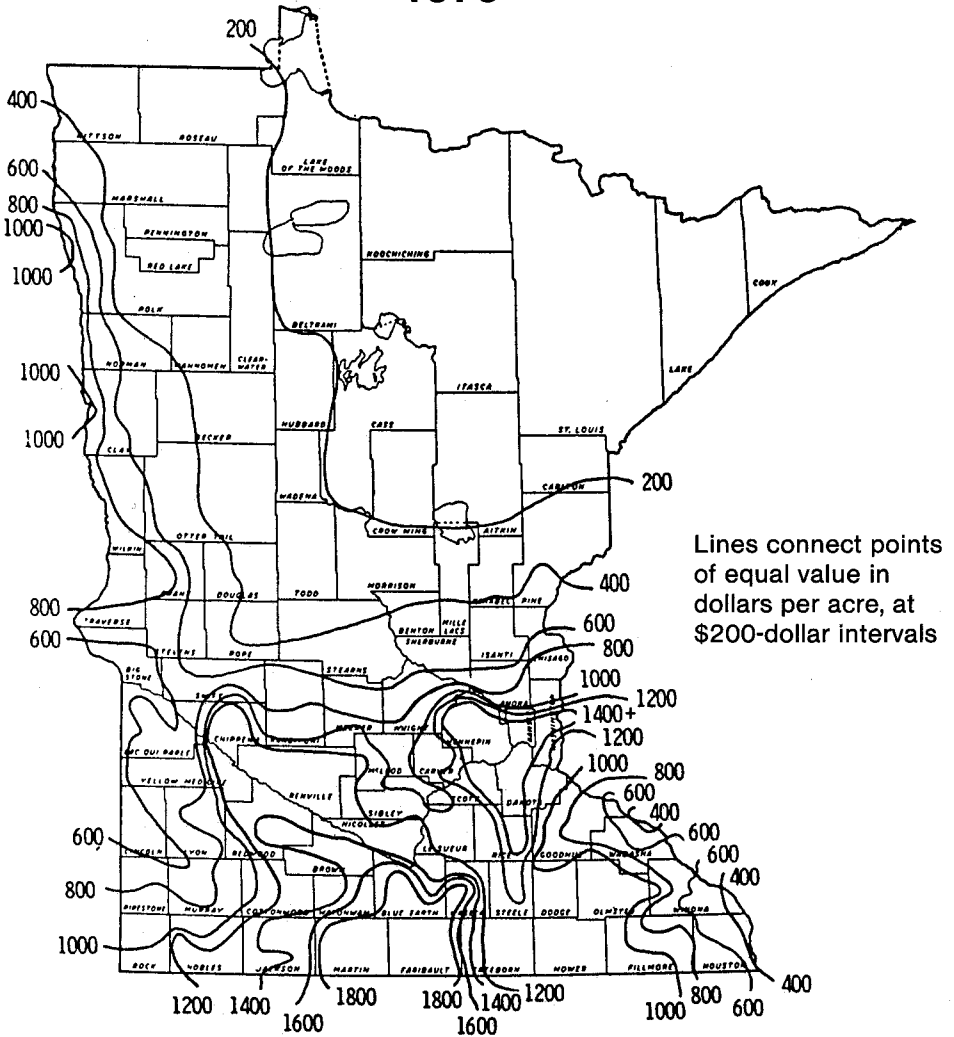 200
400
KITTSON
ROSEAU
LAKE
OF THE WOODS
600
MARSHALL
800
1000
PENNINGTON
KOOCHICHING
RED LAKE
1000
COOK
POLK
BELTRAMI
NORMAN
MAHNOMEN
CLEAR-
WATER
1000
LAKE
ITASCA
HUBBARD
CASS
ST. LOUIS
1000
BECKER
CLAY
200
CARLTON
WADENA
CROW WING
AITKIN
OTTER TAIL
WILKIN
Lines connect points
of equal value in
dollars per acre, at
$200-dollar intervals
400
MORRISON
DOUGLAS
TODD
PINE
800
TRAVERSE
600
BENTON
MILLE
LACS
SHERBURNE
600
800
STEVENS
POPE
ISANTI
CHISAGO
BIG
STONE
STEARNS
1000
SWIFT
1200
ANOKA
1400+
CHIPPEWA
WRIGHT
HENNEPIN
1200
LAC QUI PARLE
1000
MCLEOD
CARVER
800
YELLOW MEDICINE
RENVILLE
SCOTT
DAKOTA
600
SIBLEY
400
NICOLLET
600
600
LE SUEUR
LINCOLN
LYON
REDWOOD
RICE
GOODHUE
WABASHA
600
BROWN
400
800
PIPESTONE
MURRAY
COTTONWOOD
WATONWAN
BLUE EARTH
WASECA
STEELE
DODGE
OLMSTED
WINONA
1000
ROCK
NOBLES
JACKSON
MARTIN
FARIBAULT
FREEBORN
MOWER
FILLMORE
HOUSTON
400
1200
1400
1600
1800
1800
1600
1400
1200
1000
800
600